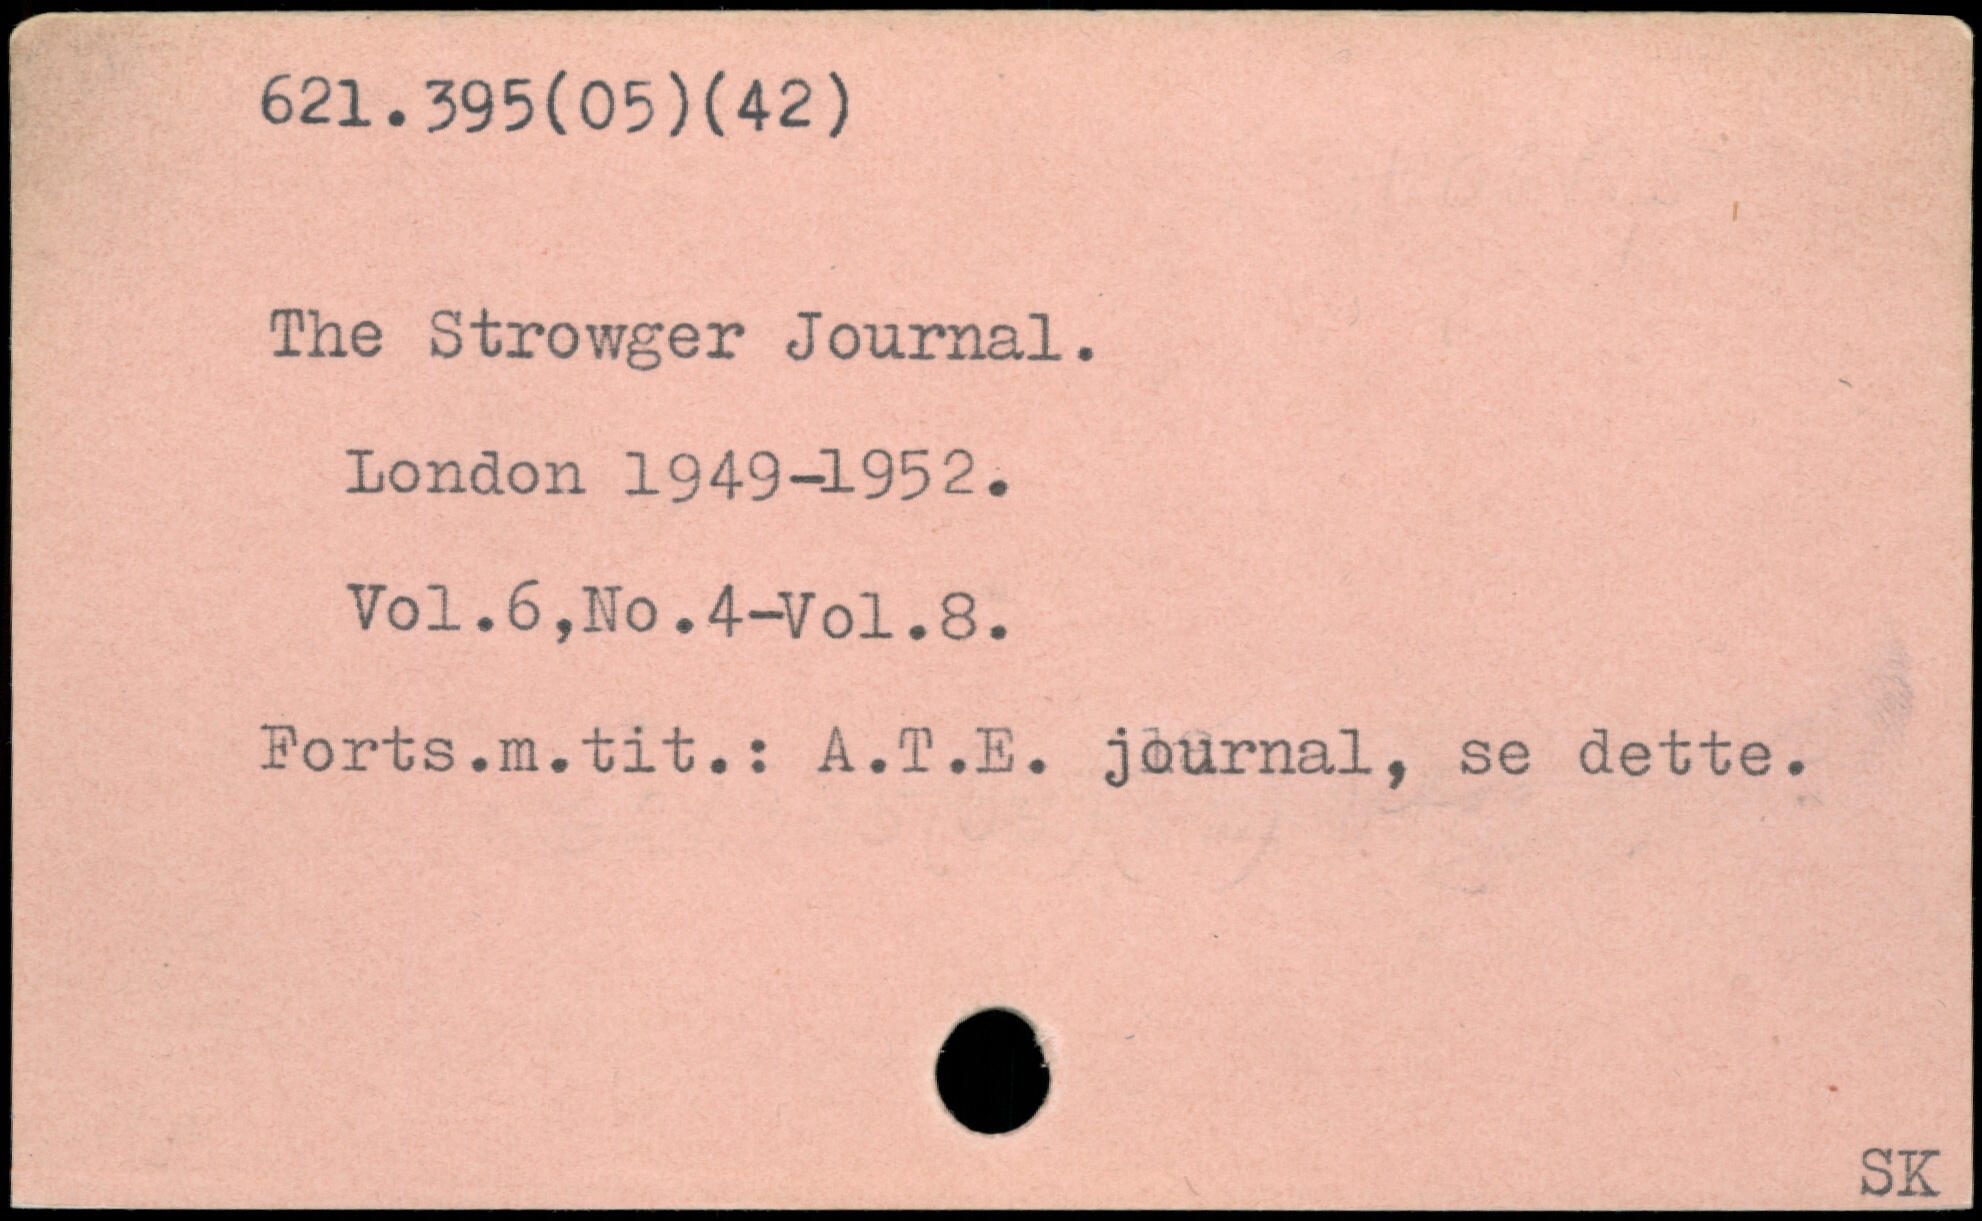 621.395(05)(42)
The Strowger Journal.
London 1949-1952.
Vol.6,No.4-Vol.8.
Forts.m.tit.: A.T.E. journal, se dette.
SK